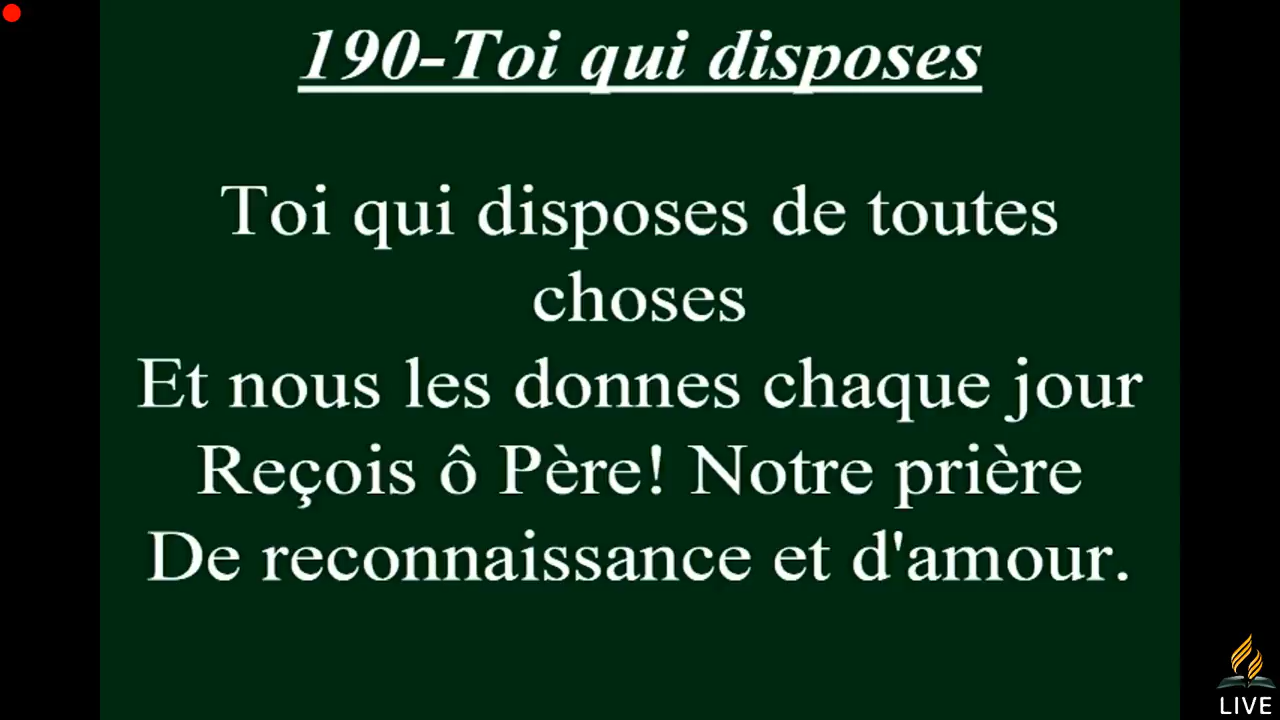 190-Toi qui disposes
Toi qui disposes de toutes
choses
Et nous les donnes chaque jour
Reçois ô Père! Notre prière
De reconnaissance et d'amour.
LIVE